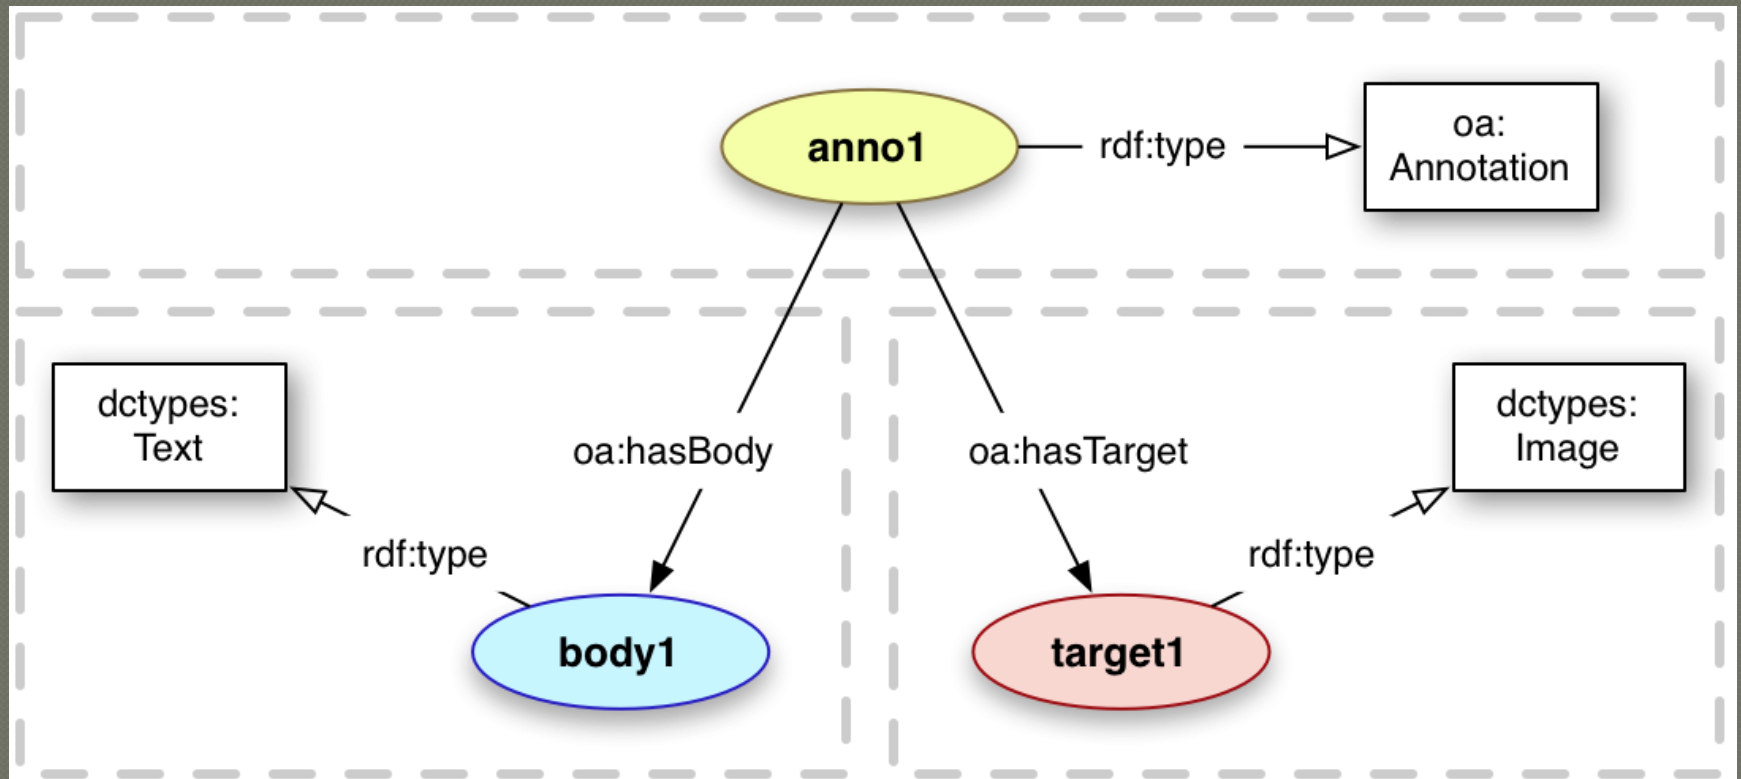 anno1
rdf:type
oa:
Annotation
dctypes:
Text
oa:hasBody
oa:hasTarget
dctypes:
Image
rdf:type
rdf:type
body1
target1